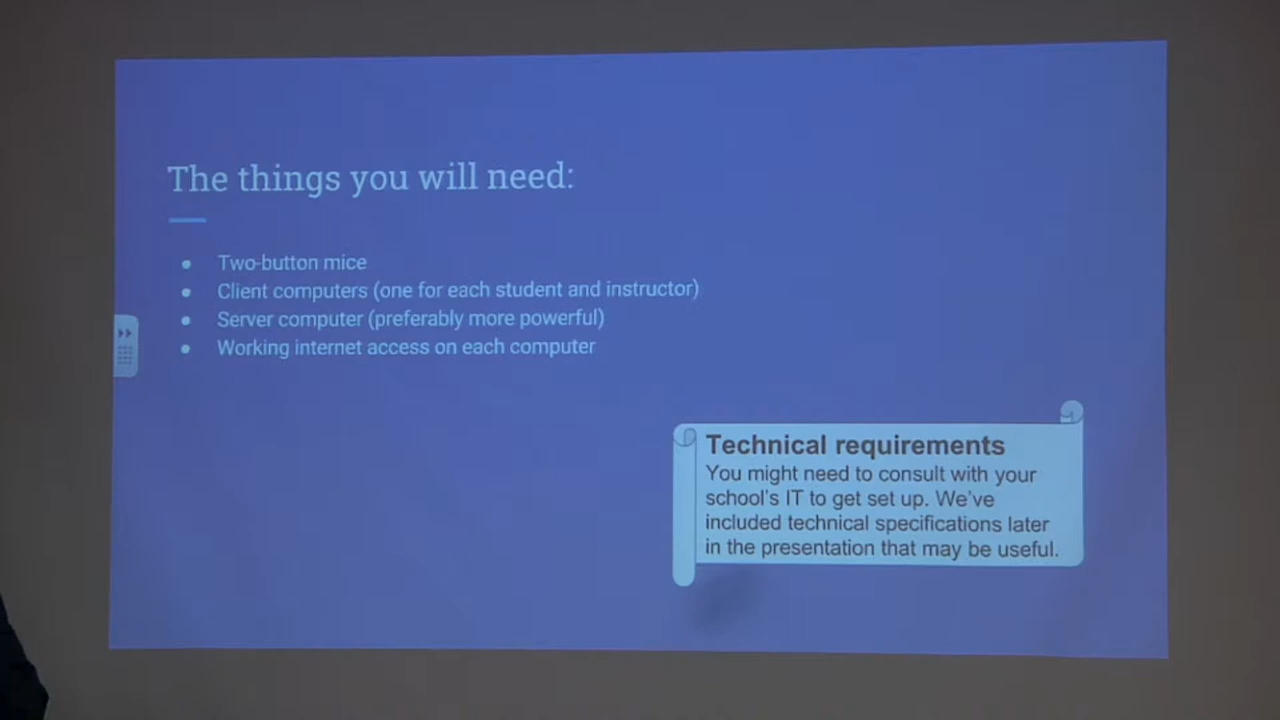 The things you will need:
Two-button mice
Client computers (one for each student and instructor)
Server computer (preferably more powerful)
Working internet access on each computer
Technical requirements
You might need to consult with your
school's IT to get set up. We've
included technical specifications later
in the presentation that may be useful.